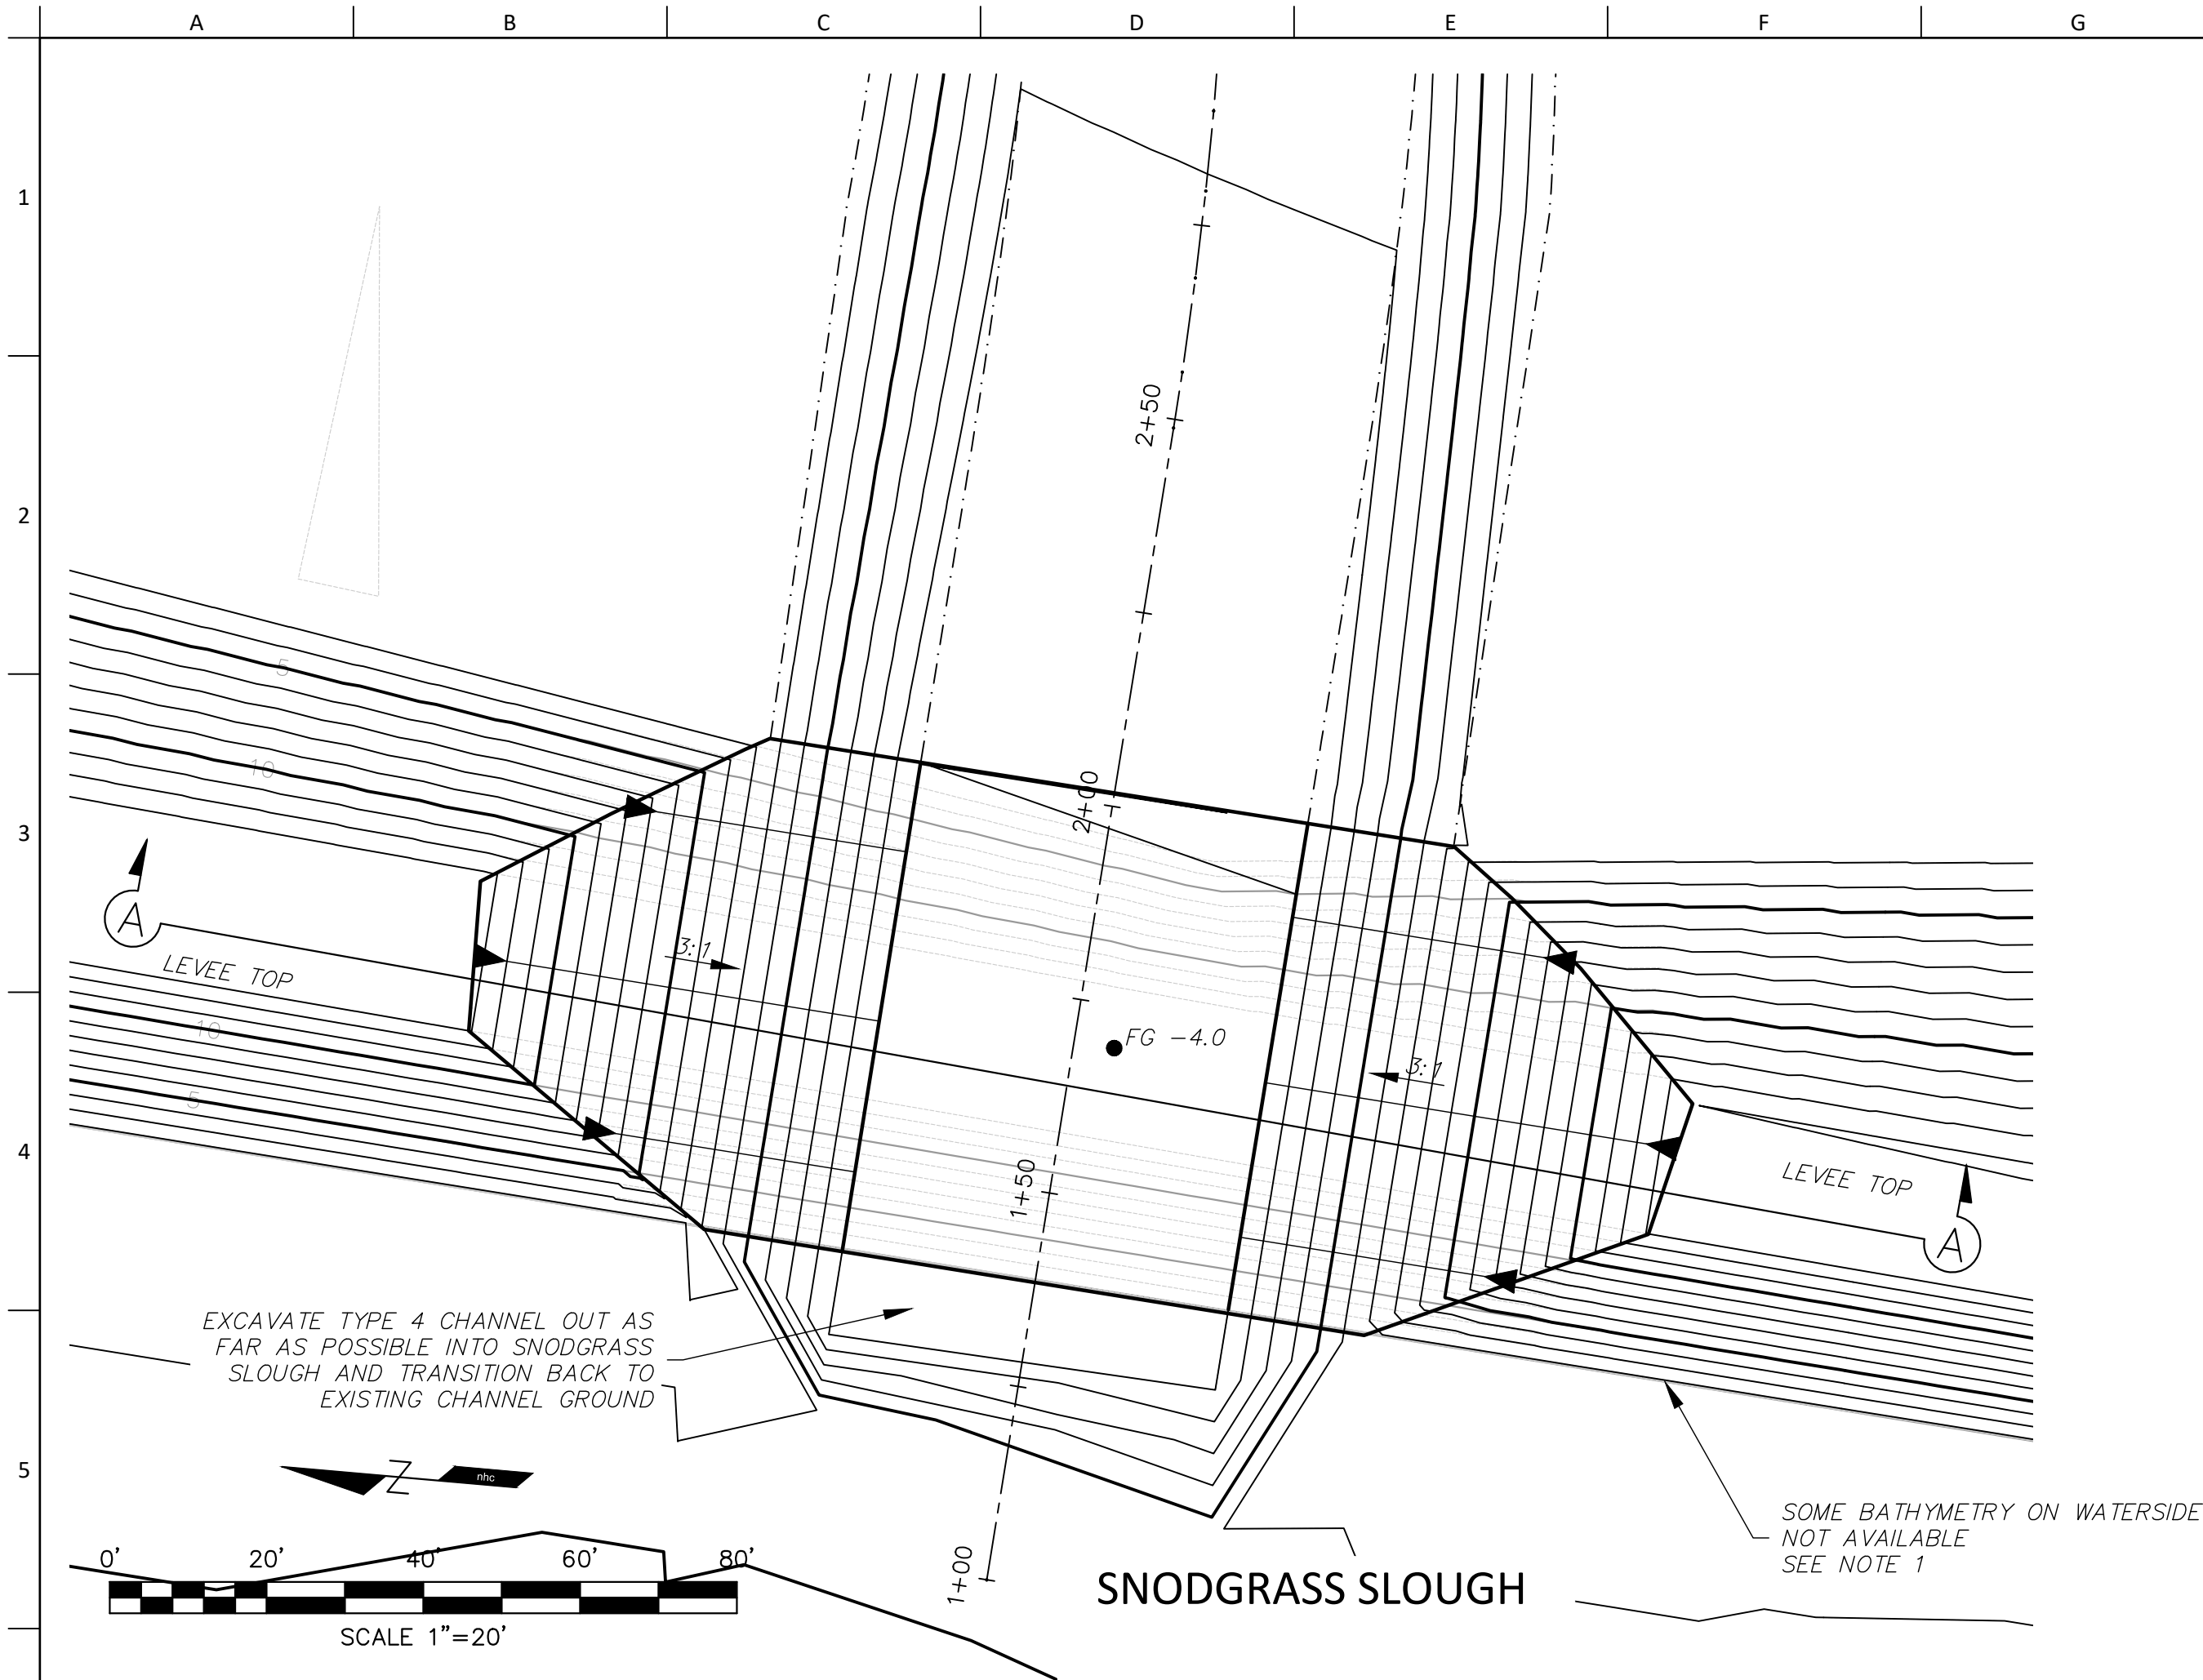 A B C D E F G
1
2+50
2
5
10
2+00
3
A
3:1
LEVEE TOP
10
FG -4.0
3:1
5
4
1+50
LEVEE TOP
A
EXCAVATE TYPE 4 CHANNEL OUT AS
FAR AS POSSIBLE INTO SNODGRASS
SLOUGH AND TRANSITION BACK TO
EXISTING CHANNEL GROUND
5
Z
nhc
SOME BATHYMETRY ON WATERSIDE
NOT AVAILABLE
SEE NOTE 1
0' 20' 40' 60' 80'
1+00
SNODGRASS SLOUGH
SCALE 1"=20'